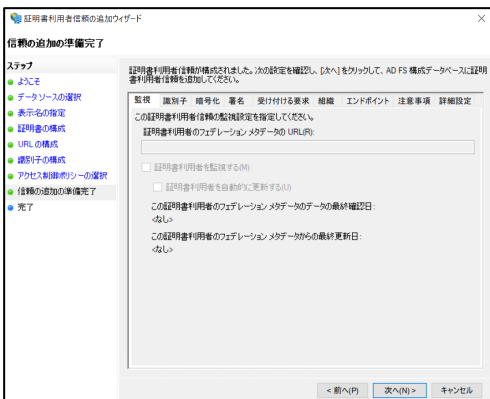 証明書利用者信頼の追加ウィザード
信頼の追加の準備完了
ステップ
ようこそ
データソースの選択
表示名の指定
証明書の構成
URL の構成
識別子の構成
アクセス制御ポリシーの選択
信頼の追加の準備完了
完了
証明書利用者信頼が構成されました。次の設定を確認し、[次へ] をクリックして、AD FS 構成データベースに証明
書利用者信頼を追加してください。
監視 識別子 暗号化 署名 受け付ける要求 組織 エンドポイント 注意事項 詳細設定
この証明書利用者信頼の監視設定を指定してください。
証明書利用者のフェデレーション メタデータの URL(R):
証明書利用者を監視する(M)
証明書利用者を自動的に更新する(U)
この証明書利用者のフェデレーション メタデータのデータの最終確認日:
<なし>
この証明書利用者のフェデレーション メタデータからの最終更新日:
<なし>
< 前へ(P) 次へ(N) > キャンセル